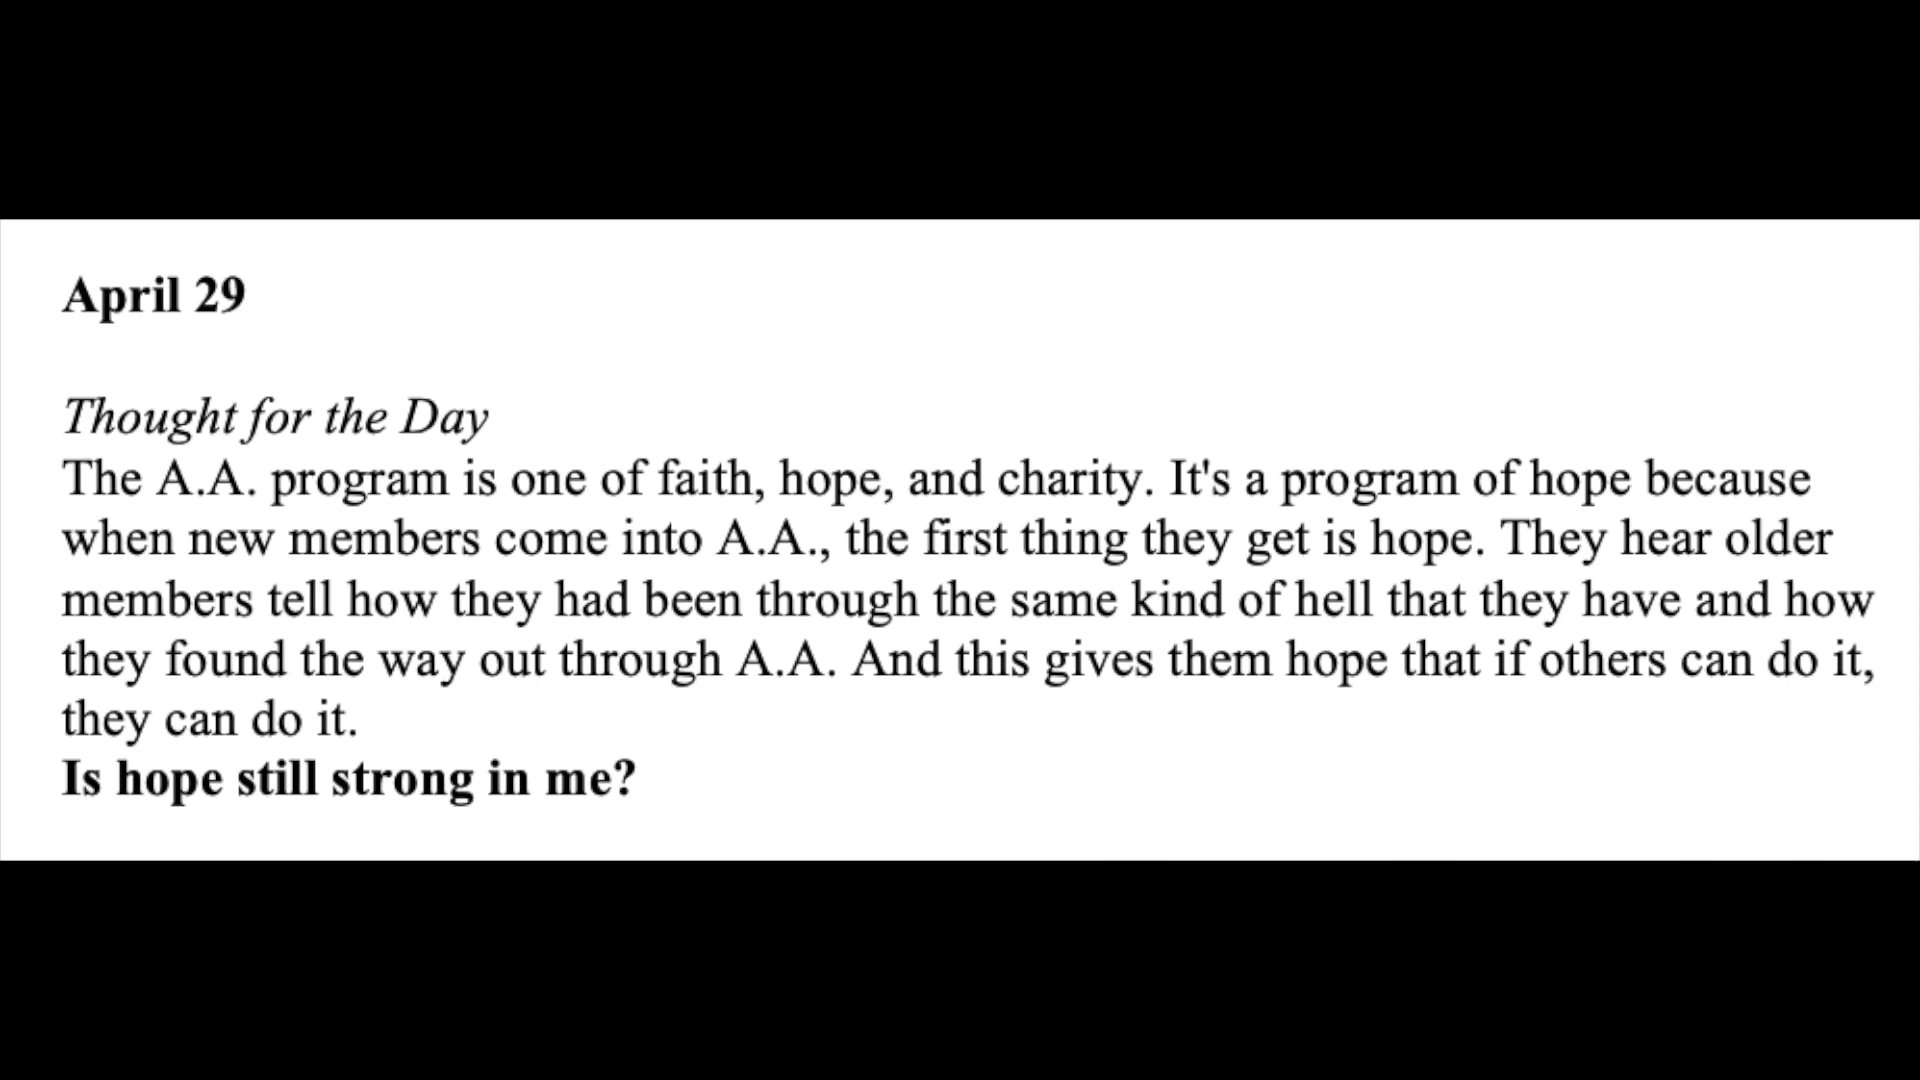 April 29
Thought for the Day
The A.A. program is one of faith, hope, and charity. It's a program of hope because
when new members come into A.A., the first thing they get is hope. They hear older
members tell how they had been through the same kind of hell that they have and how
they found the way out through A.A. And this gives them hope that if others can do it,
they can do it.
Is hope still strong in me?